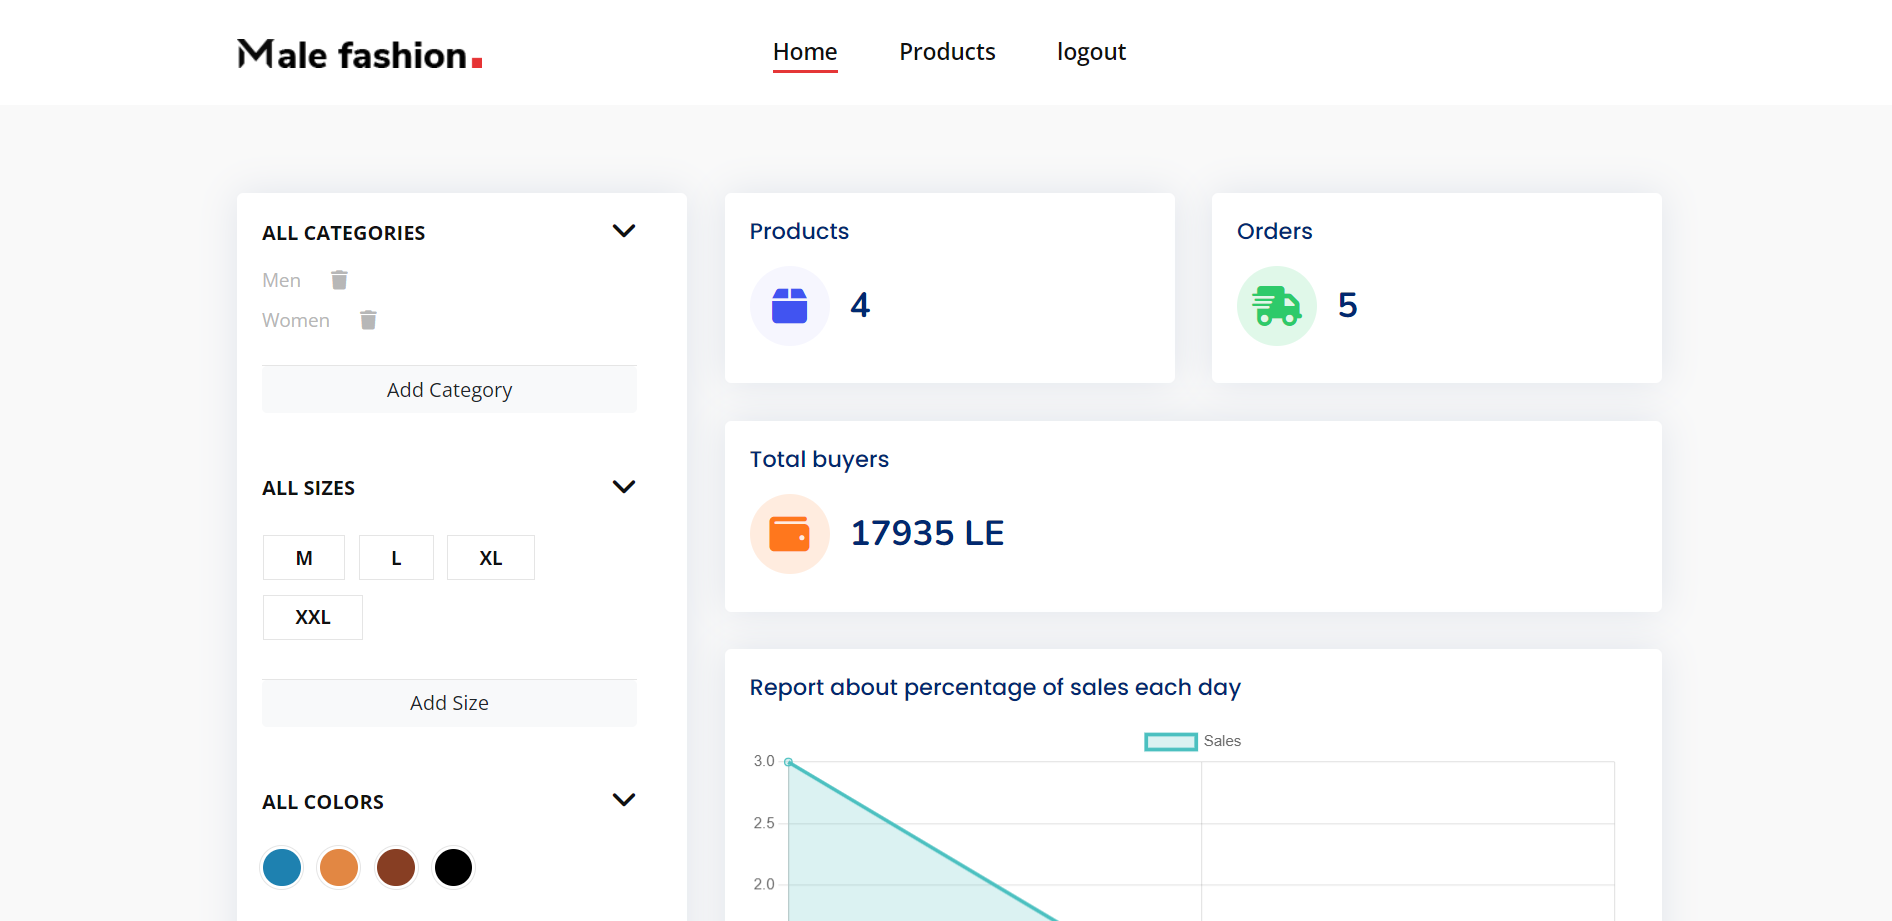 Male fashion.
Home
Products
logout
ALL CATEGORIES
Men
Women
Add Category
ALL SIZES
M
L
XL
XXL
Add Size
ALL COLORS
Products
4
Orders
5
Total buyers
17935 LE
Report about percentage of sales each day
Sales
3.0
2.5
2.0